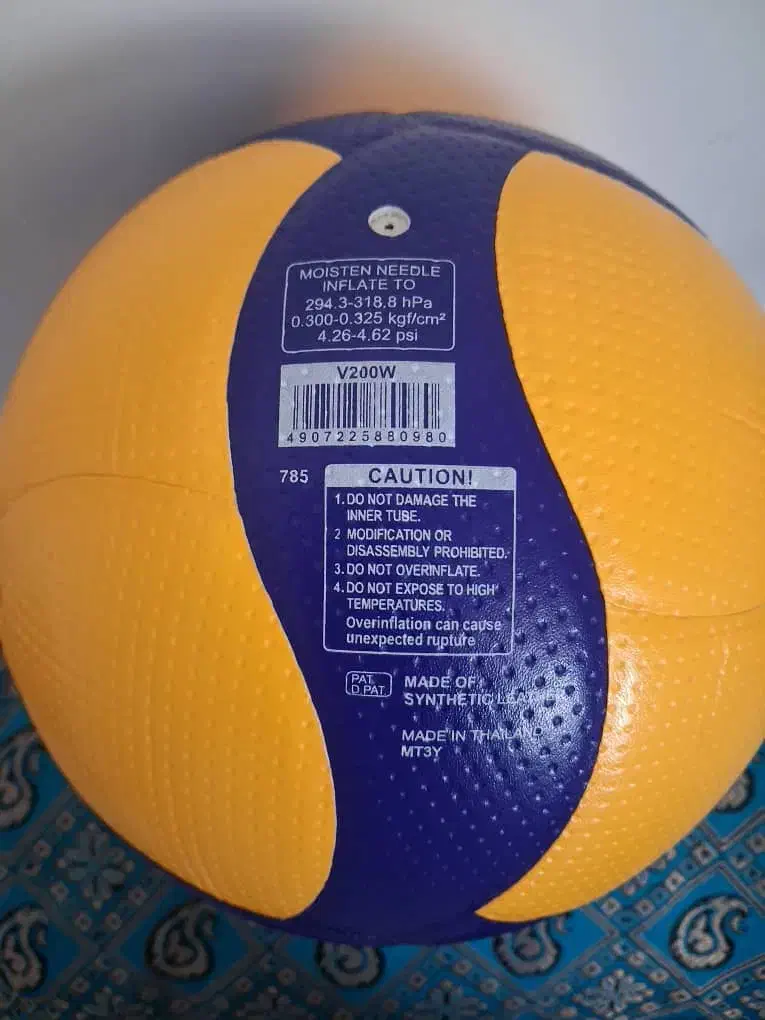 MOISTEN NEEDLE
INFLATE TO
294.3-318.8 hPa
0.300-0.325 kgf/cm²
4.26-4.62 psi
V200W
4907225880980
785
CAUTION!
1. DO NOT DAMAGE THE
INNER TUBE.
2 MODIFICATION OR
DISASSEMBLY PROHIBITED.
3. DO NOT OVERINFLATE.
4. DO NOT EXPOSE TO HIGH
TEMPERATURES.
Overinflation can cause
unexpected rupture
PAT.
D.PAT.
MADE OF
SYNTHETIC LEATHER
MADE IN THAILAND
MT3Y